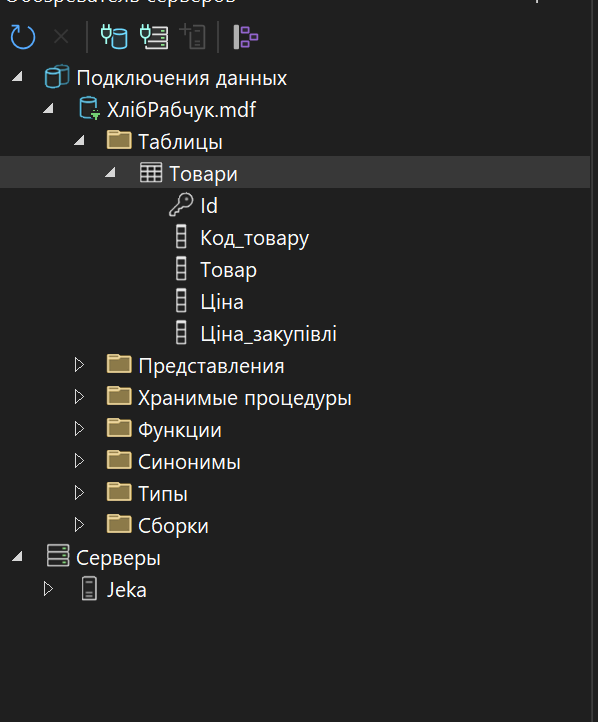 Обозреватель серверов
Подключения данных
ХлібРябчук.mdf
Таблицы
Товари
Id
Код_товару
Товар
Ціна
Ціна_закупівлі
Представления
Хранимые процедуры
Функции
Синонимы
Типы
Сборки
Серверы
Jeka